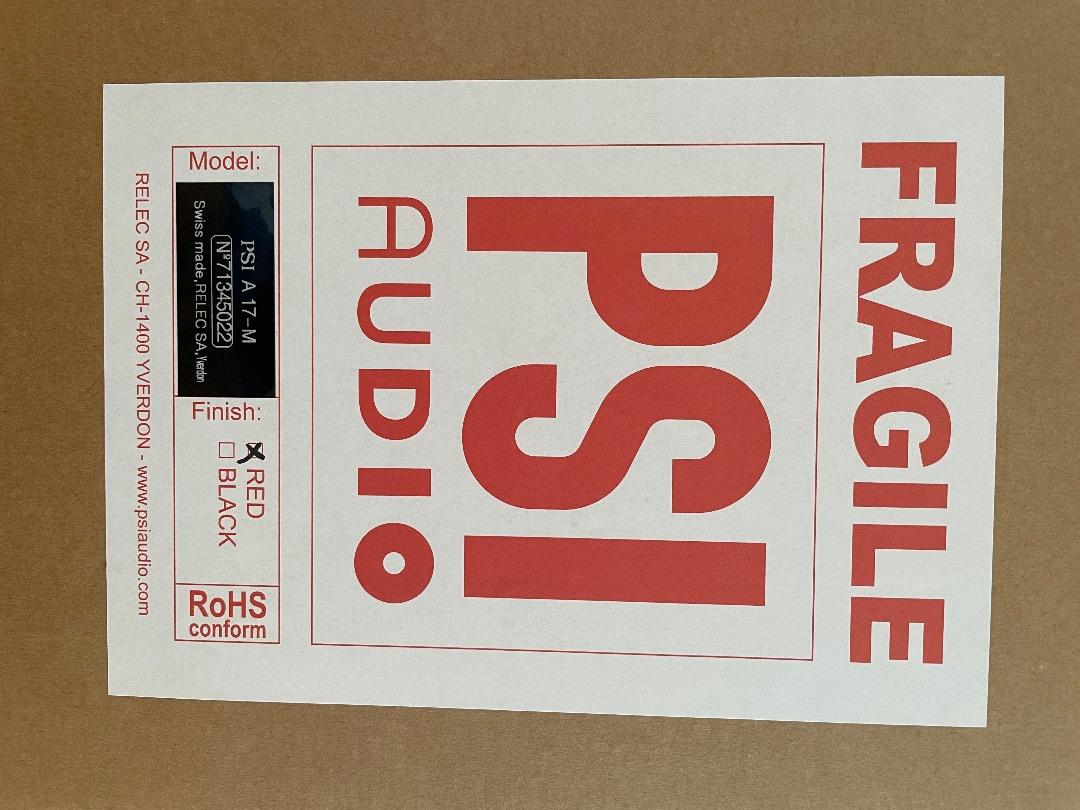 FRAGILE
PSI
AUDIO
Model:
PSI A 17-M
Nº71345022
Swiss made,RELEC SA,Yverdon
Finish:
RED
BLACK
RoHS
conform
RELEC SA - CH-1400 YVERDON - www.psiaudio.com